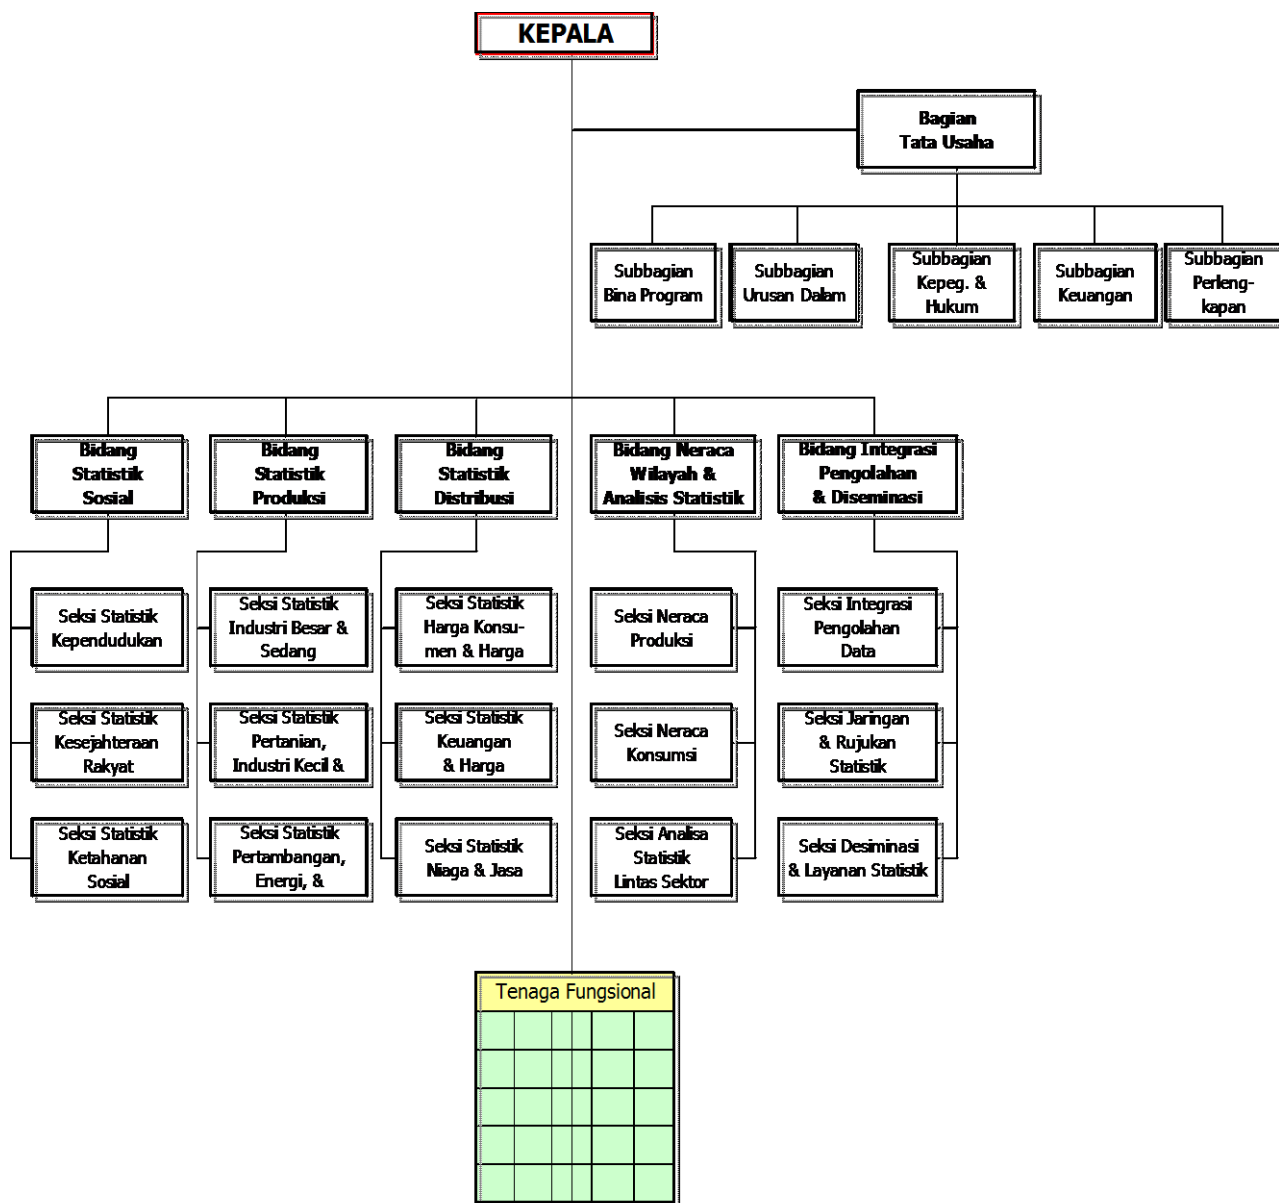 KEPALA
Bagian
Tata Usaha
Subbagian
Bina Program
Subbagian
Urusan Dalam
Subbagian
Kepeg. &
Hukum
Subbagian
Keuangan
Subbagian
Perleng-
kapan
Bidang
Statistik
Sosial
Bidang
Statistik
Produksi
Bidang
Statistik
Distribusi
Bidang Neraca
Wilayah &
Analisis Statistik
Bidang Integrasi
Pengolahan
& Diseminasi
Seksi Statistik
Kependudukan
Seksi Statistik
Industri Besar &
Sedang
Seksi Statistik
Harga Konsu-
men & Harga
Seksi Neraca
Produksi
Seksi Integrasi
Pengolahan
Data
Seksi Statistik
Kesejahteraan
Rakyat
Seksi Statistik
Pertanian,
Industri Kecil &
Seksi Statistik
Keuangan
& Harga
Seksi Neraca
Konsumsi
Seksi Jaringan
& Rujukan
Statistik
Seksi Statistik
Ketahanan
Sosial
Seksi Statistik
Pertambangan,
Energi, &
Seksi Statistik
Niaga & Jasa
Seksi Analisa
Statistik
Lintas Sektor
Seksi Desiminasi
& Layanan Statistik
Tenaga Fungsional